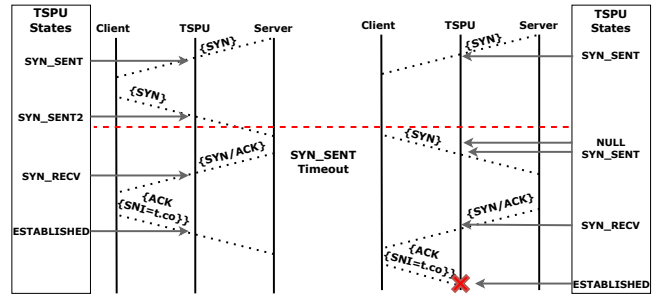 TSPU
States
Client
TSPU
Server
{SYN}
SYN_SENT
{SYN}
SYN_SENT2
{SYN/ACK}
SYN_RECV
{ACK
{SNI=t.co}}
ESTABLISHED
SYN_SENT
Timeout
Client
TSPU
Server
TSPU
States
{SYN}
SYN_SENT
{SYN}
NULL
SYN_SENT
{SYN/ACK}
SYN_RECV
{ACK
{SNI=t.co}}
ESTABLISHED